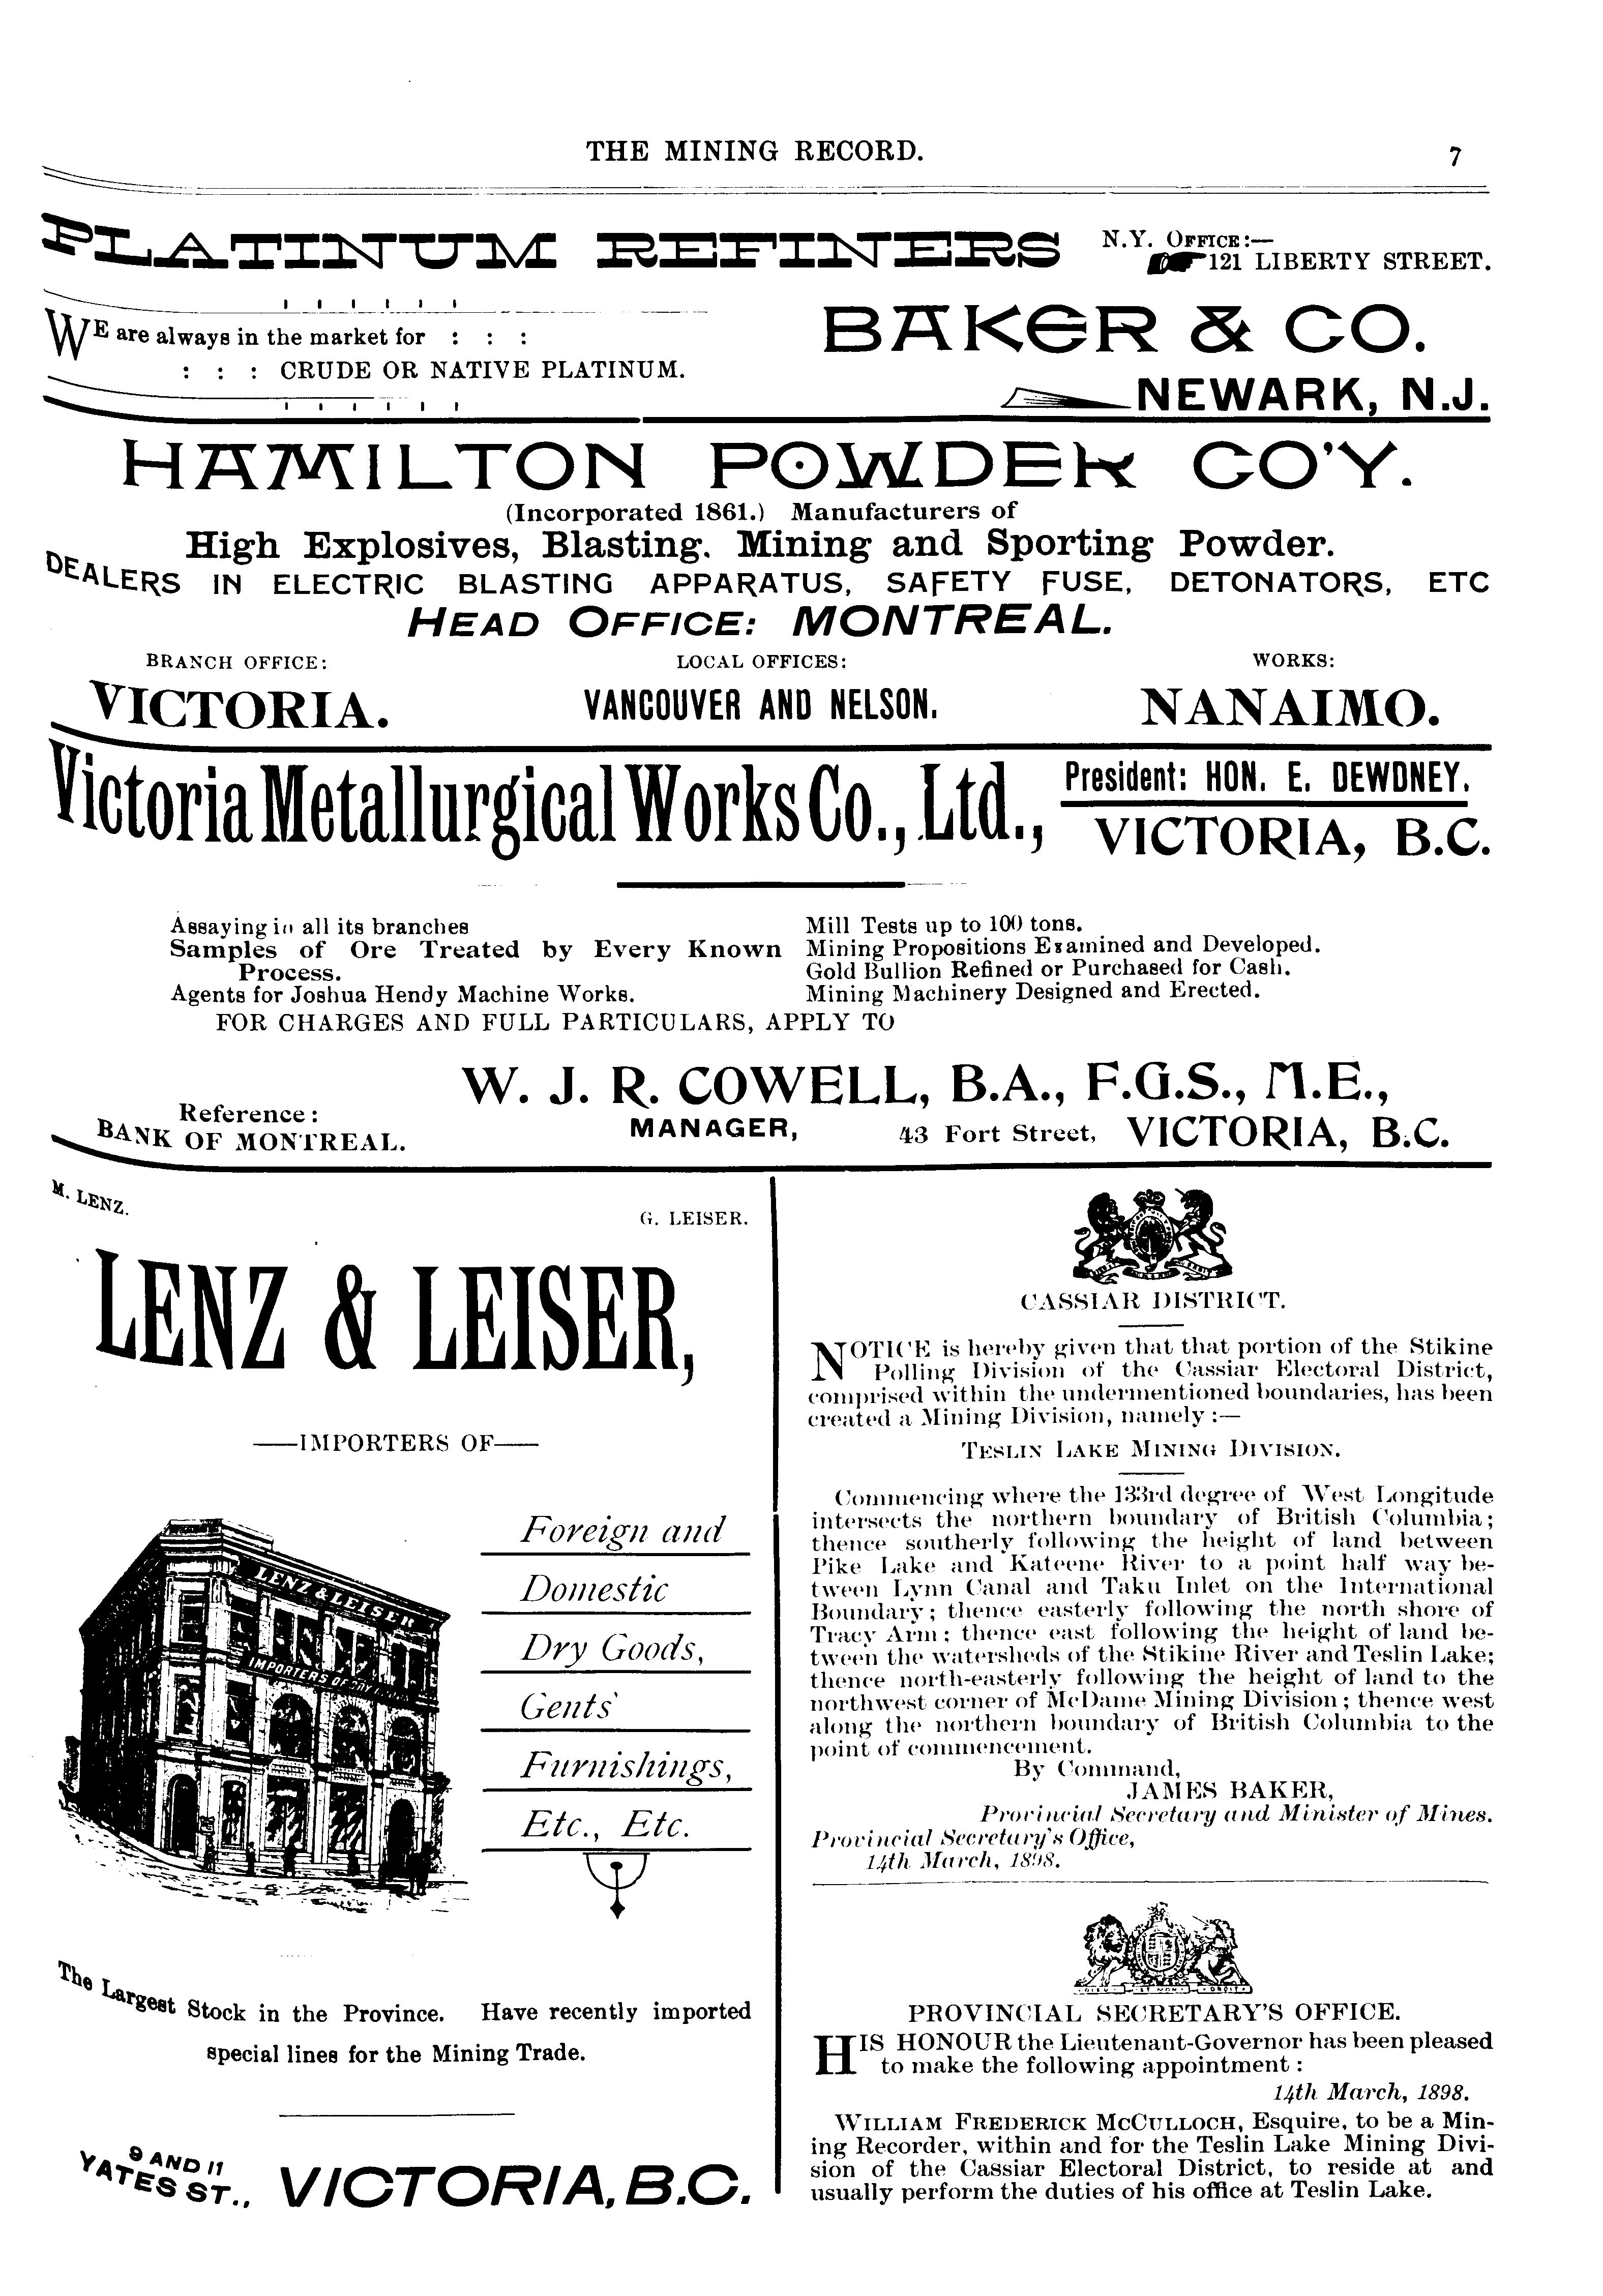 THE MINING RECORD. 7
PLATINUM REFINERS
N.Y. OFFICE:—
121 LIBERTY STREET.
WE are always in the market for : : :
: : : CRUDE OR NATIVE PLATINUM.
BAKER & CO.
NEWARK, N.J.
HAMILTON POWDER CO'Y.
(Incorporated 1861.) Manufacturers of
High Explosives, Blasting. Mining and Sporting Powder.
DEALERS IN ELECTRIC BLASTING APPARATUS, SAFETY FUSE, DETONATORS, ETC
HEAD OFFICE: MONTREAL.
BRANCH OFFICE:
VICTORIA.
LOCAL OFFICES:
VANCOUVER AND NELSON.
WORKS:
NANAIMO.
Victoria Metallurgical Works Co., Ltd.,
President: HON. E. DEWDNEY.
VICTORIA, B.C.
Assaying in all its branches
Samples of Ore Treated by Every Known
Process.
Agents for Joshua Hendy Machine Works.
Mill Tests up to 100 tons.
Mining Propositions Examined and Developed.
Gold Bullion Refined or Purchased for Cash.
Mining Machinery Designed and Erected.
FOR CHARGES AND FULL PARTICULARS, APPLY TO
W. J. R. COWELL, B.A., F.G.S., M.E.,
Reference:
BANK OF MONTREAL.
MANAGER, 43 Fort Street, VICTORIA, B.C.
M. LENZ.
G. LEISER.
LENZ & LEISER,
—IMPORTERS OF—
LENZ & LEISER
IMPORTERS OF DRY GOODS
Foreign and
Domestic
Dry Goods,
Gents'
Furnishings,
Etc., Etc.
The Largest Stock in the Province. Have recently imported
special lines for the Mining Trade.
9 AND 11
YATES ST.,
VICTORIA, B.C.
CASSIAR DISTRICT.
NOTICE is hereby given that that portion of the Stikine
Polling Division of the Cassiar Electoral District,
comprised within the undermentioned boundaries, has been
created a Mining Division, namely :—
TESLIN LAKE MINING DIVISION.
Commencing where the 133rd degree of West Longitude
intersects the northern boundary of British Columbia;
thence southerly following the height of land between
Pike Lake and Kateene River to a point half way be-
tween Lynn Canal and Taku Inlet on the International
Boundary; thence easterly following the north shore of
Tracy Arm; thence east following the height of land be-
tween the watersheds of the Stikine River and Teslin Lake;
thence north-easterly following the height of land to the
northwest corner of McDame Mining Division; thence west
along the northern boundary of British Columbia to the
point of commencement.
By Command,
JAMES BAKER,
Provincial Secretary and Minister of Mines.
Provincial Secretary's Office,
14th March, 1898.
PROVINCIAL SECRETARY'S OFFICE.
HIS HONOUR the Lieutenant-Governor has been pleased
to make the following appointment :
14th March, 1898.
WILLIAM FREDERICK MCCULLOCH, Esquire, to be a Min-
ing Recorder, within and for the Teslin Lake Mining Divi-
sion of the Cassiar Electoral District, to reside at and
usually perform the duties of his office at Teslin Lake.